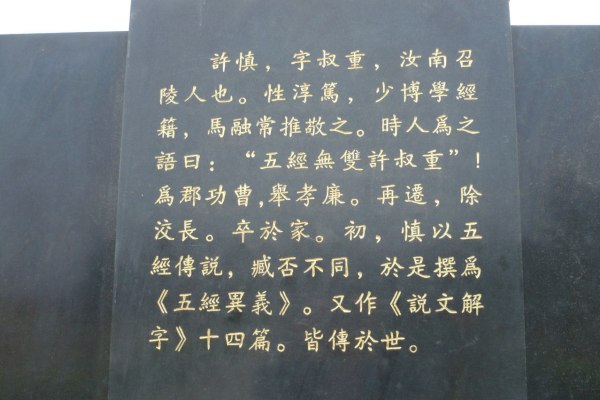 許慎，字叔重，汝南召
陵人也。性淳篤，少博學經
籍，馬融常推敬之。時人爲之
語曰：“五經無雙許叔重”！
爲郡功曹，舉孝廉。再遷，除
洨長。卒於家。初，慎以五
經傳説，臧否不同，於是撰爲
《五經異義》。又作《説文解
字》十四篇。皆傳於世。